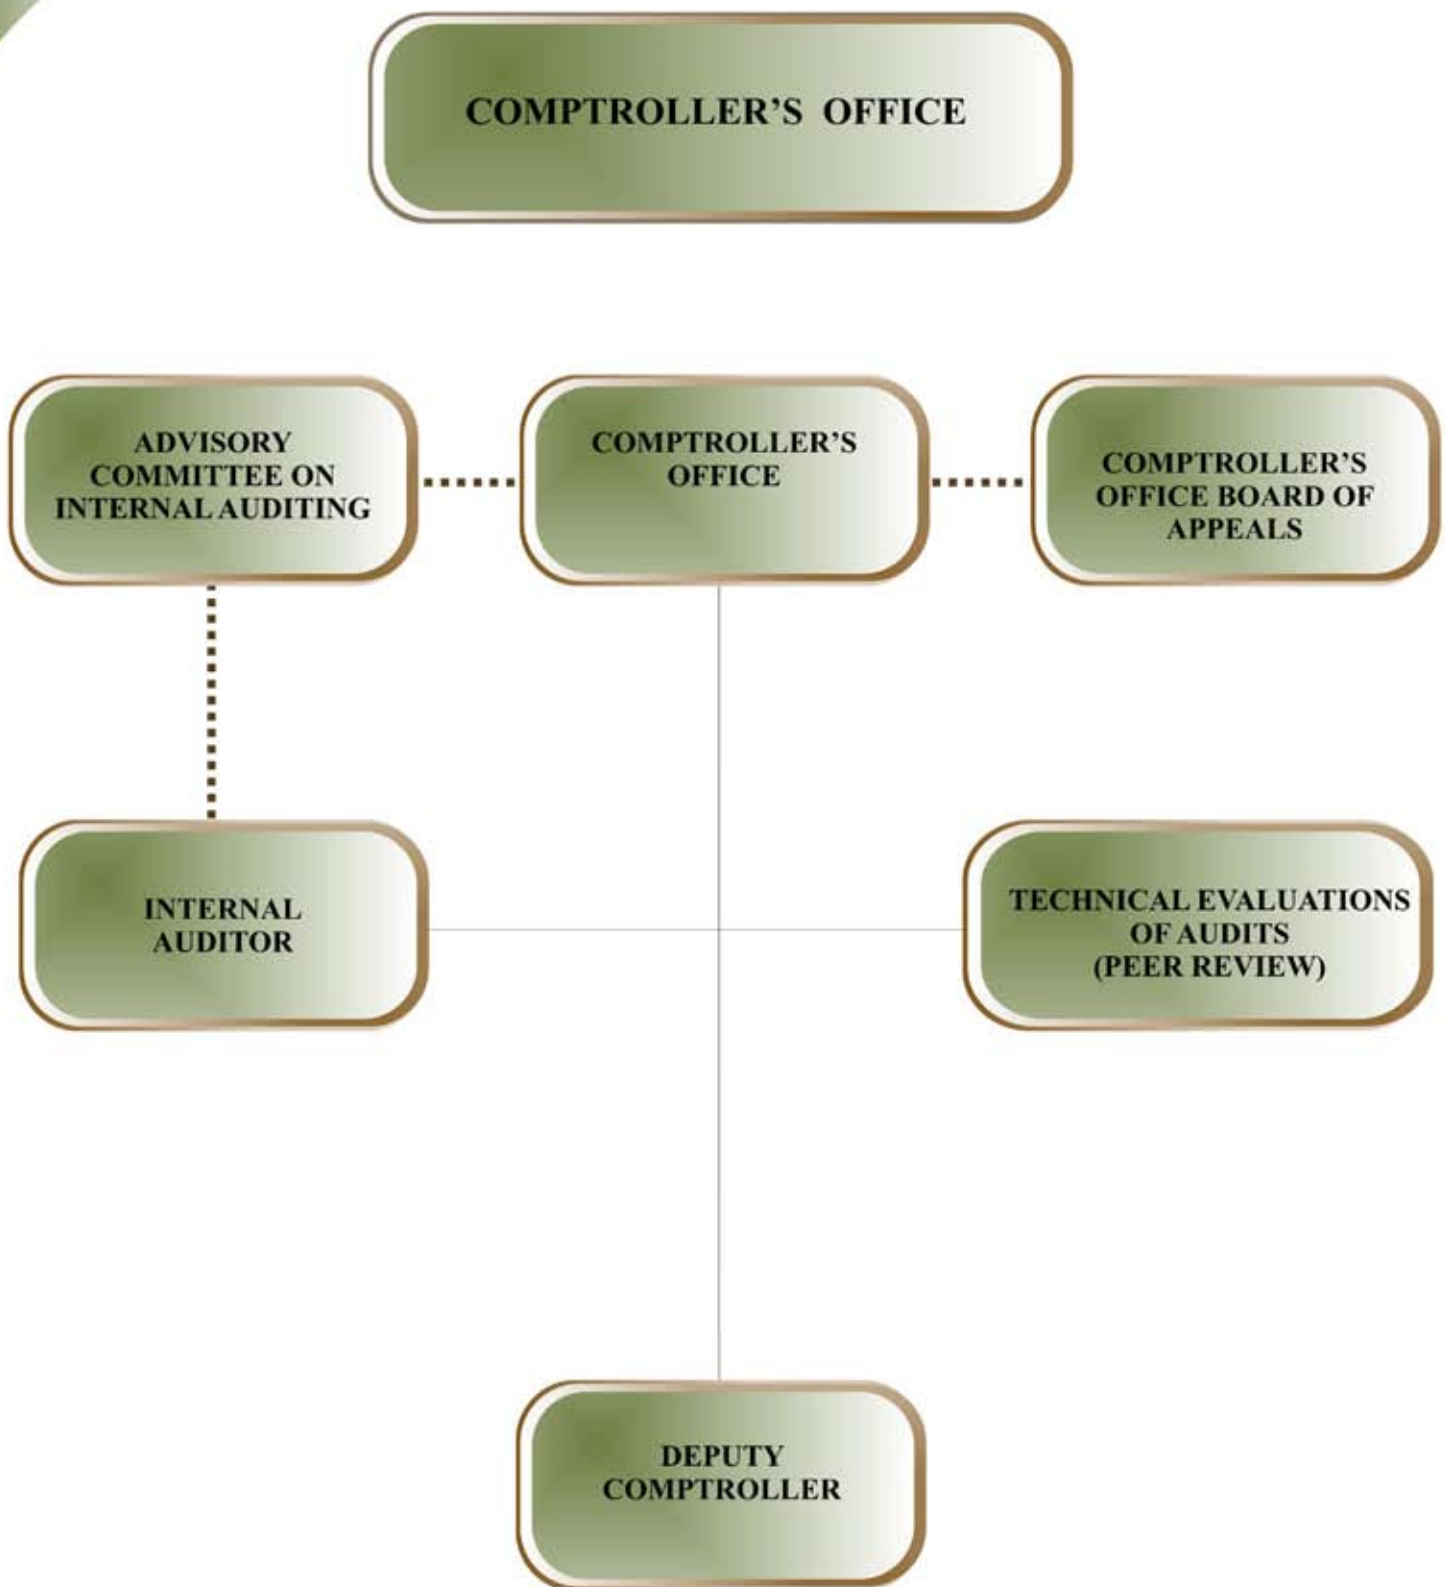 COMPTROLLER'S OFFICE
ADVISORY
COMMITTEE ON
INTERNAL AUDITING
COMPTROLLER'S
OFFICE
COMPTROLLER'S
OFFICE BOARD OF
APPEALS
INTERNAL
AUDITOR
TECHNICAL EVALUATIONS
OF AUDITS
(PEER REVIEW)
DEPUTY
COMPTROLLER